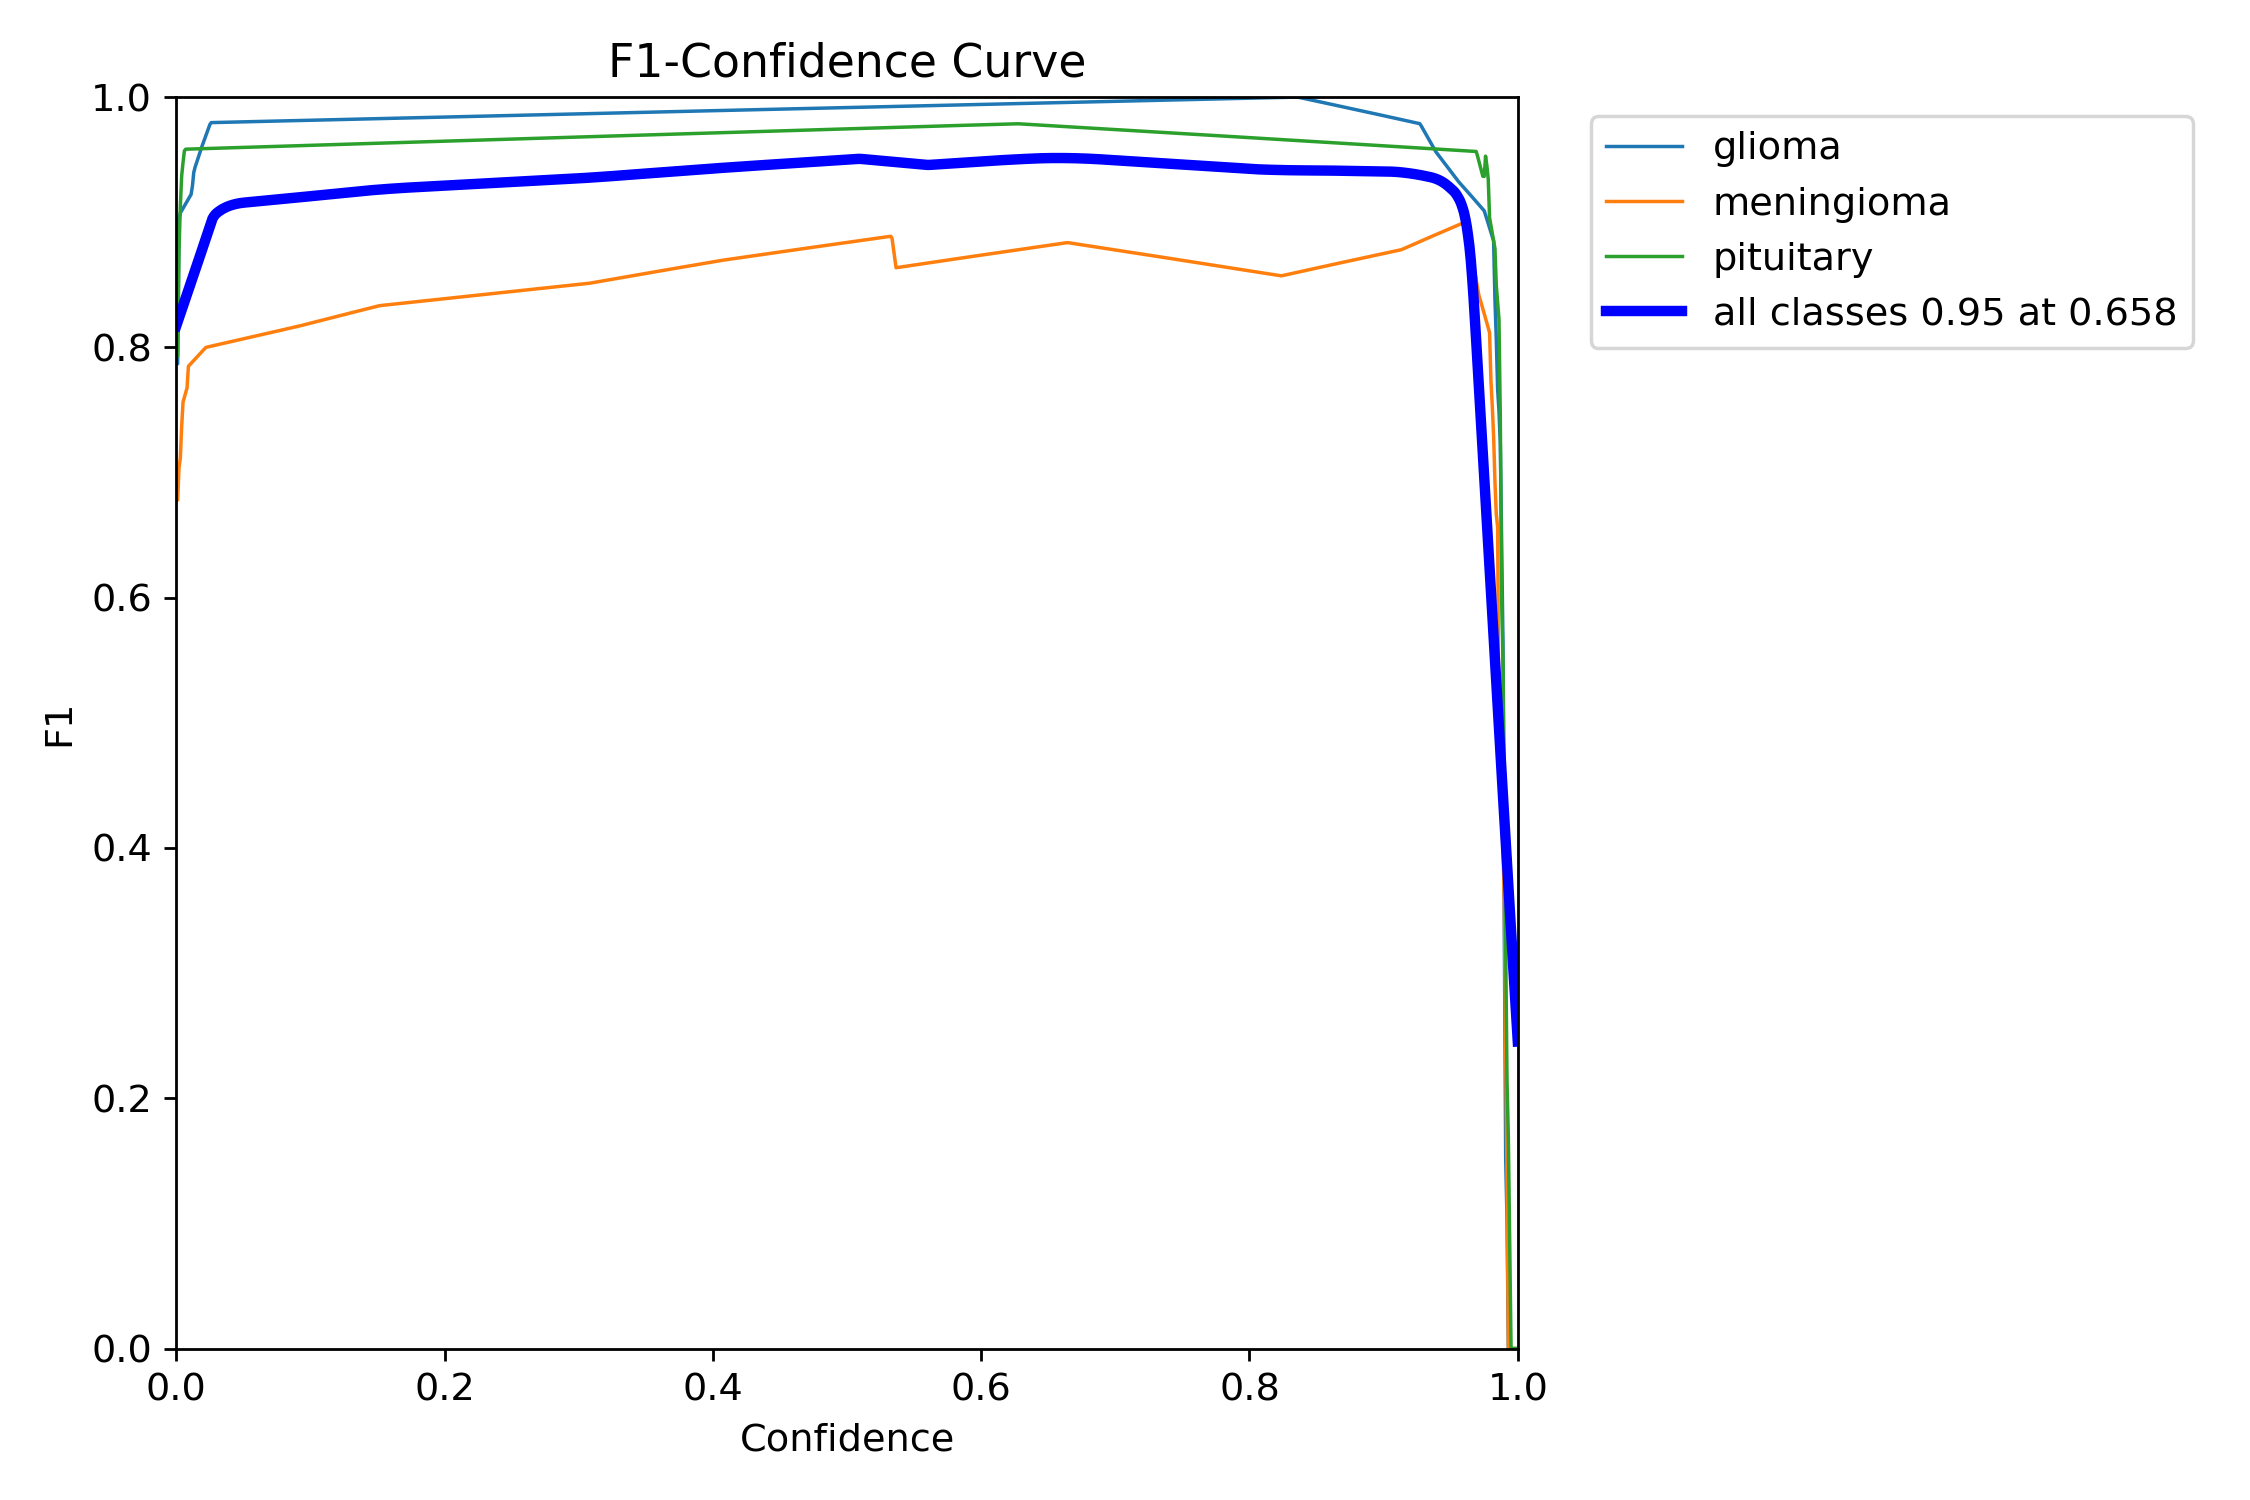 F1-Confidence Curve
1.0
0.8
0.6
0.4
0.2
0.0
F1
0.0 0.2 0.4 0.6 0.8 1.0
Confidence
glioma
meningioma
pituitary
all classes 0.95 at 0.658